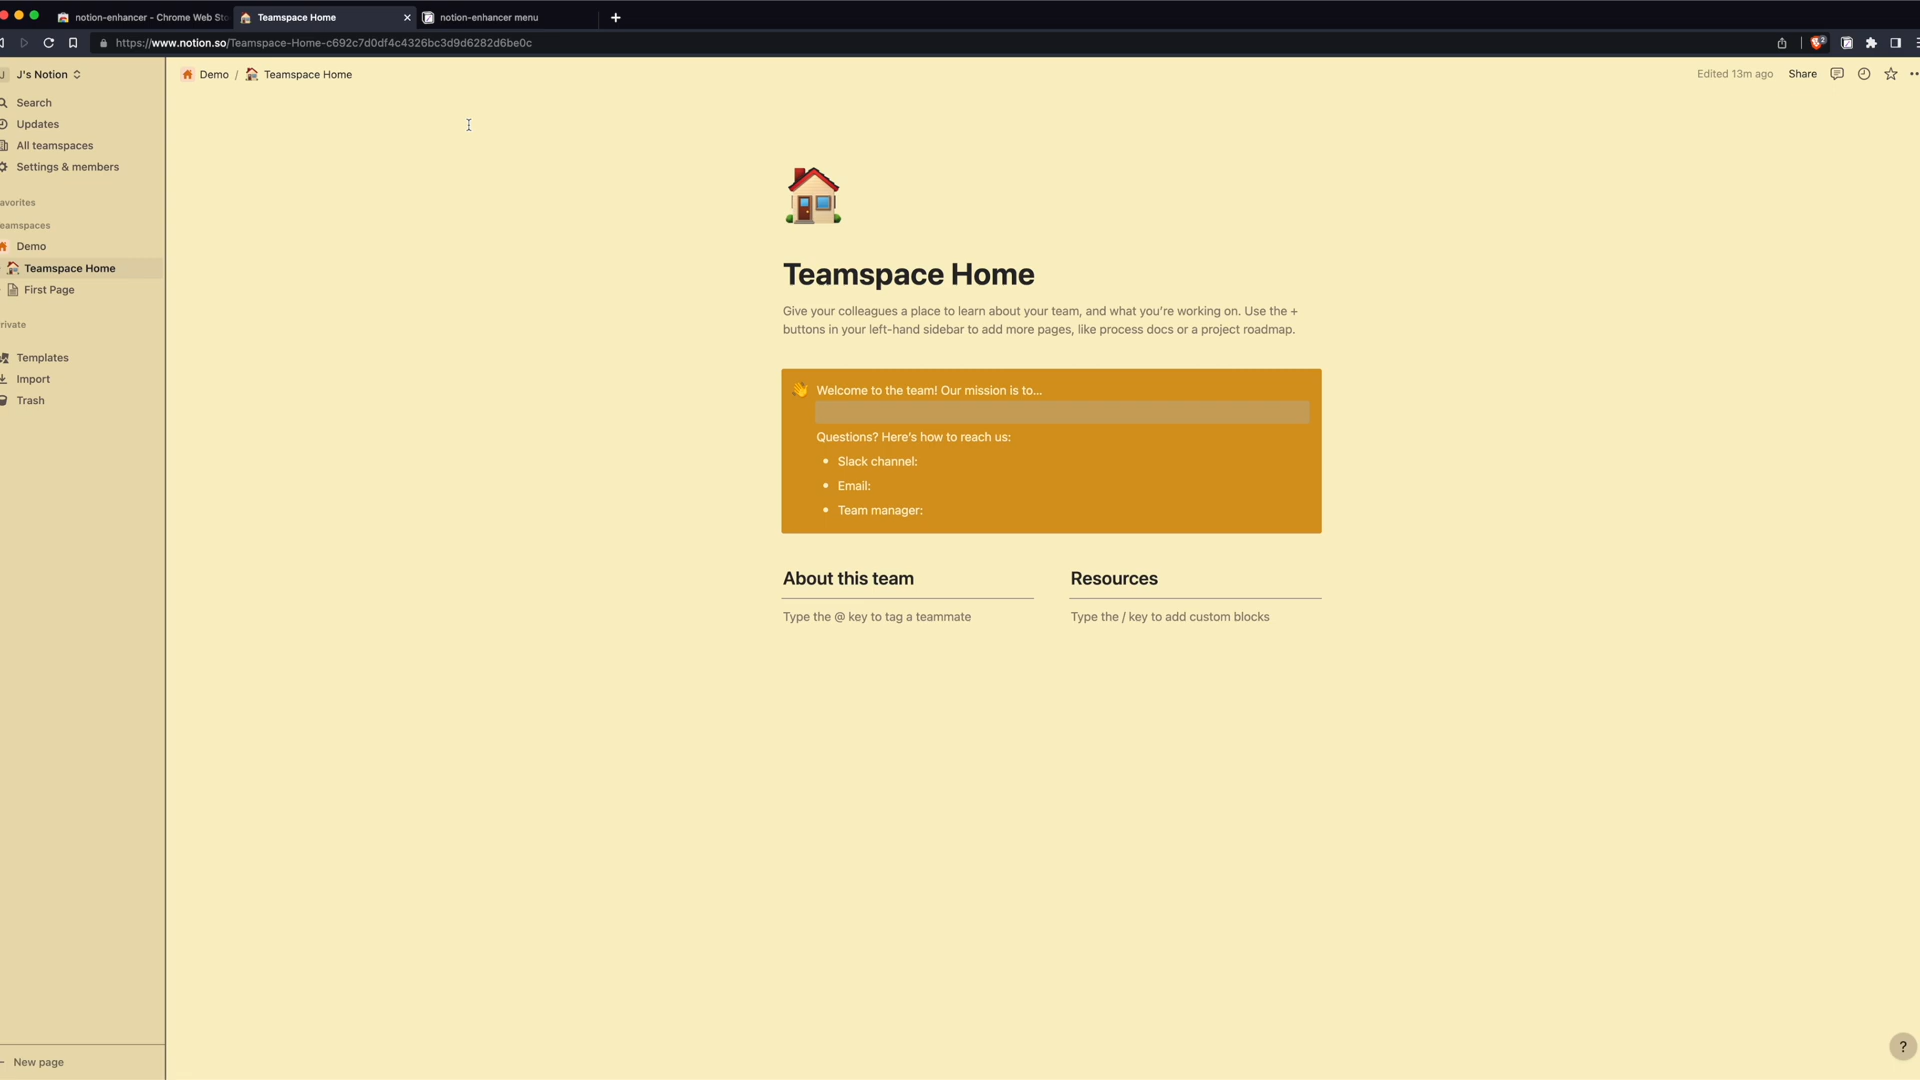 notion-enhancer - Chrome Web Sto
Teamspace Home
notion-enhancer menu
https://www.notion.so/Teamspace-Home-c692c7d0df4c4326bc3d9d6282d6be0c
2
J J's Notion
Demo / Teamspace Home
Edited 13m ago
Share
Search
Updates
All teamspaces
Settings & members
avorites
eamspaces
Demo
Teamspace Home
First Page
rivate
Templates
Import
Trash
New page
Teamspace Home
Give your colleagues a place to learn about your team, and what you're working on. Use the +
buttons in your left-hand sidebar to add more pages, like process docs or a project roadmap.
Welcome to the team! Our mission is to...
Questions? Here's how to reach us:
• Slack channel:
• Email:
• Team manager:
About this team
Type the @ key to tag a teammate
Resources
Type the / key to add custom blocks
?